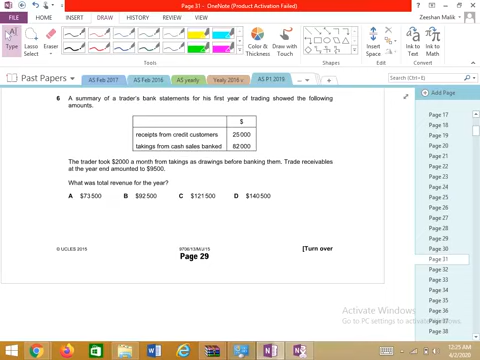 Page 31 - OneNote (Product Activation Failed)
FILE HOME INSERT DRAW HISTORY REVIEW VIEW
Zeeshan Malik
Type
Lasso Select
Eraser
Color & Thickness
Draw with Touch
Insert Space
Ink to Text
Ink to Math
Tools
Shapes
Edit
Convert
Past Papers
AS Feb 2017
AS Feb 2016
AS yearly
Yearly 2018 v
AS P1 2019
Search (Ctrl+E)
Add Page
6 A summary of a trader's bank statements for his first year of trading showed the following
amounts.
$
receipts from credit customers 25 000
takings from cash sales banked 82 000
The trader took $2000 a month from takings as drawings before banking them. Trade receivables
at the year end amounted to $9500.
What was total revenue for the year?
A $73 500 B $92 500 C $121 500 D $140 500
© UCLES 2015
9706/13/M/J/15
[Turn over
Page 29
Page 17
Page 18
Page 19
Page 20
Page 21
Page 22
Page 23
Page 24
Page 25
Page 26
Page 27
Page 28
Page 29
Page 30
Page 31
Page 32
Page 33
Page 34
Page 35
Page 36
Page 37
Page 38
Activate Windows
Go to PC settings to activate Windows.
12:25 AM
4/2/2020